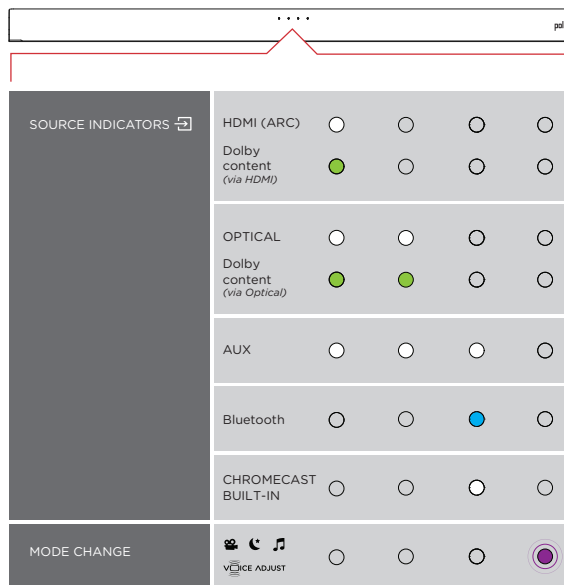 pol
SOURCE INDICATORS
HDMI (ARC)
Dolby
content
(via HDMI)
OPTICAL
Dolby
content
(via Optical)
AUX
Bluetooth
CHROMECAST
BUILT-IN
MODE CHANGE
VOICE ADJUST